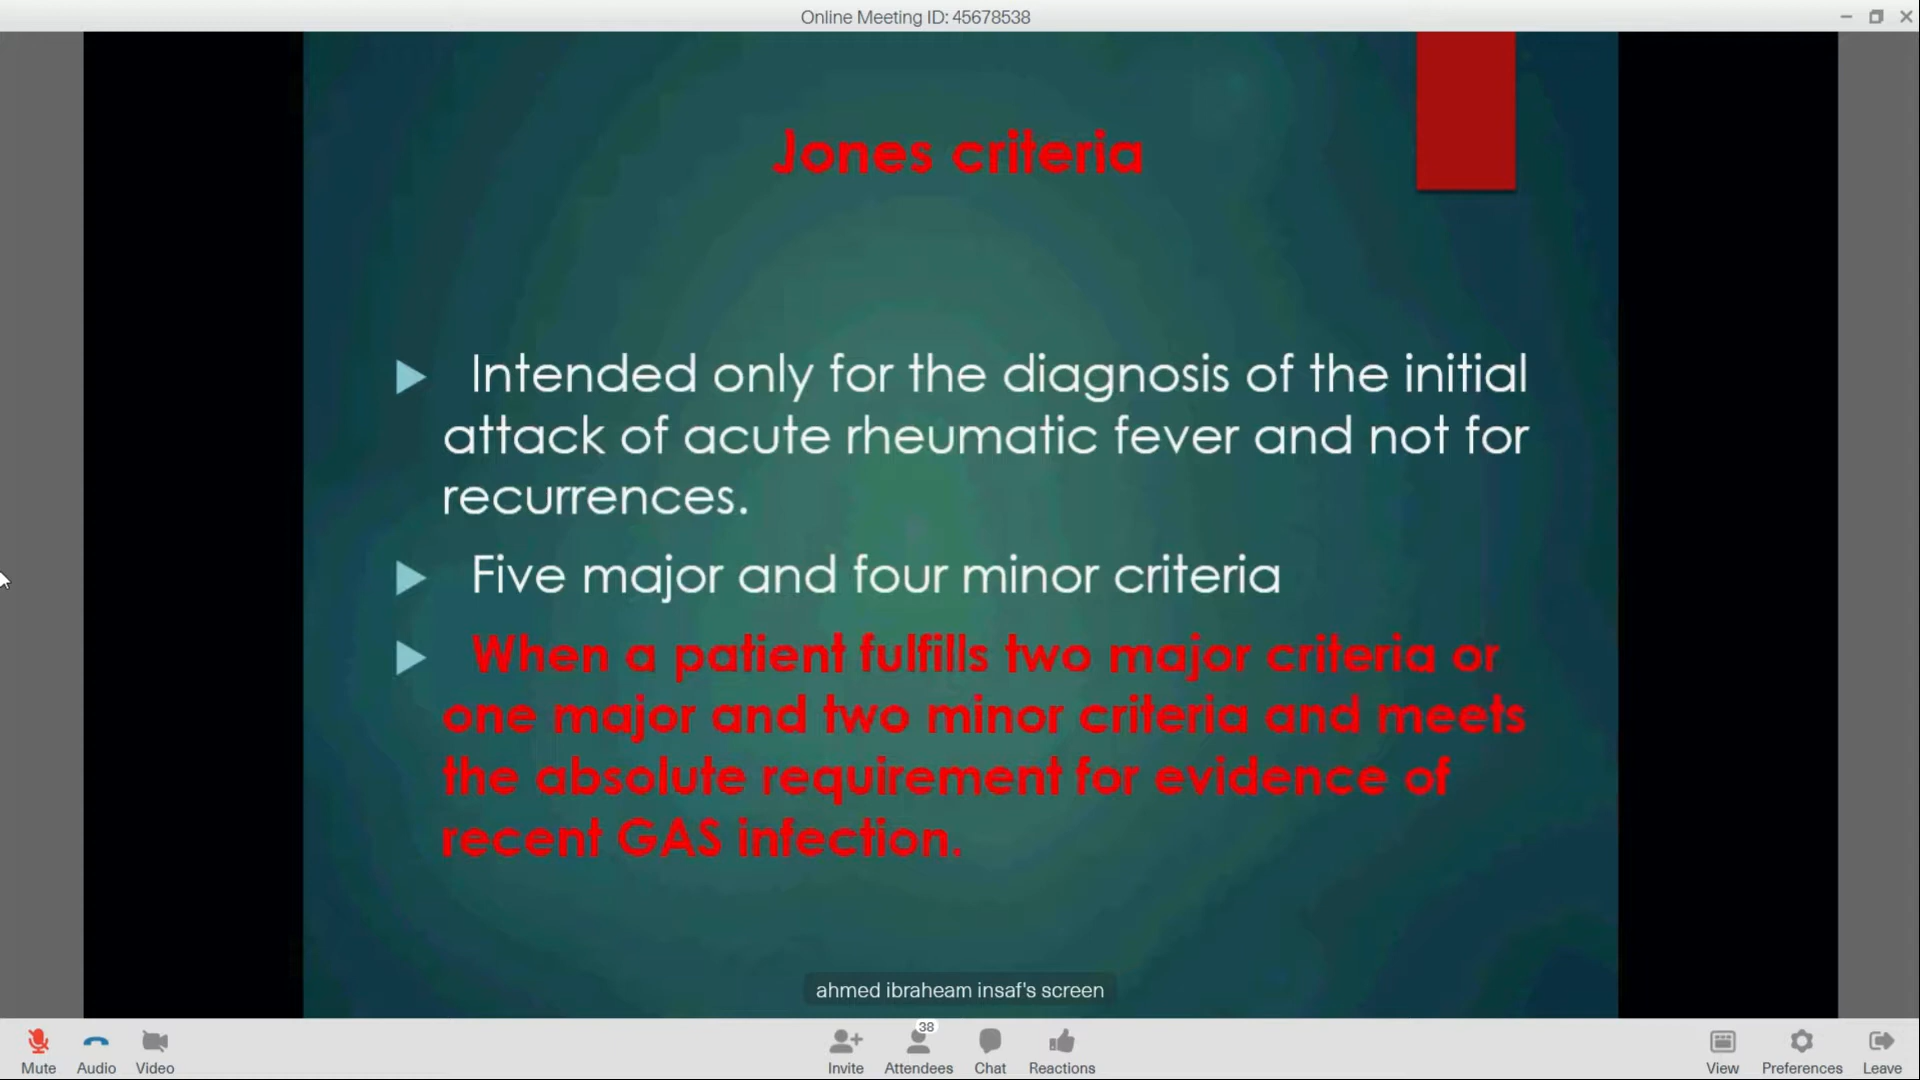 Online Meeting ID: 45678538
Jones criteria
Intended only for the diagnosis of the initial
attack of acute rheumatic fever and not for
recurrences.
Five major and four minor criteria
When a patient fulfills two major criteria or
one major and two minor criteria and meets
the absolute requirement for evidence of
recent GAS infection.
ahmed ibraheam insaf's screen
38
Mute Audio Video Invite Attendees Chat Reactions View Preferences Leave